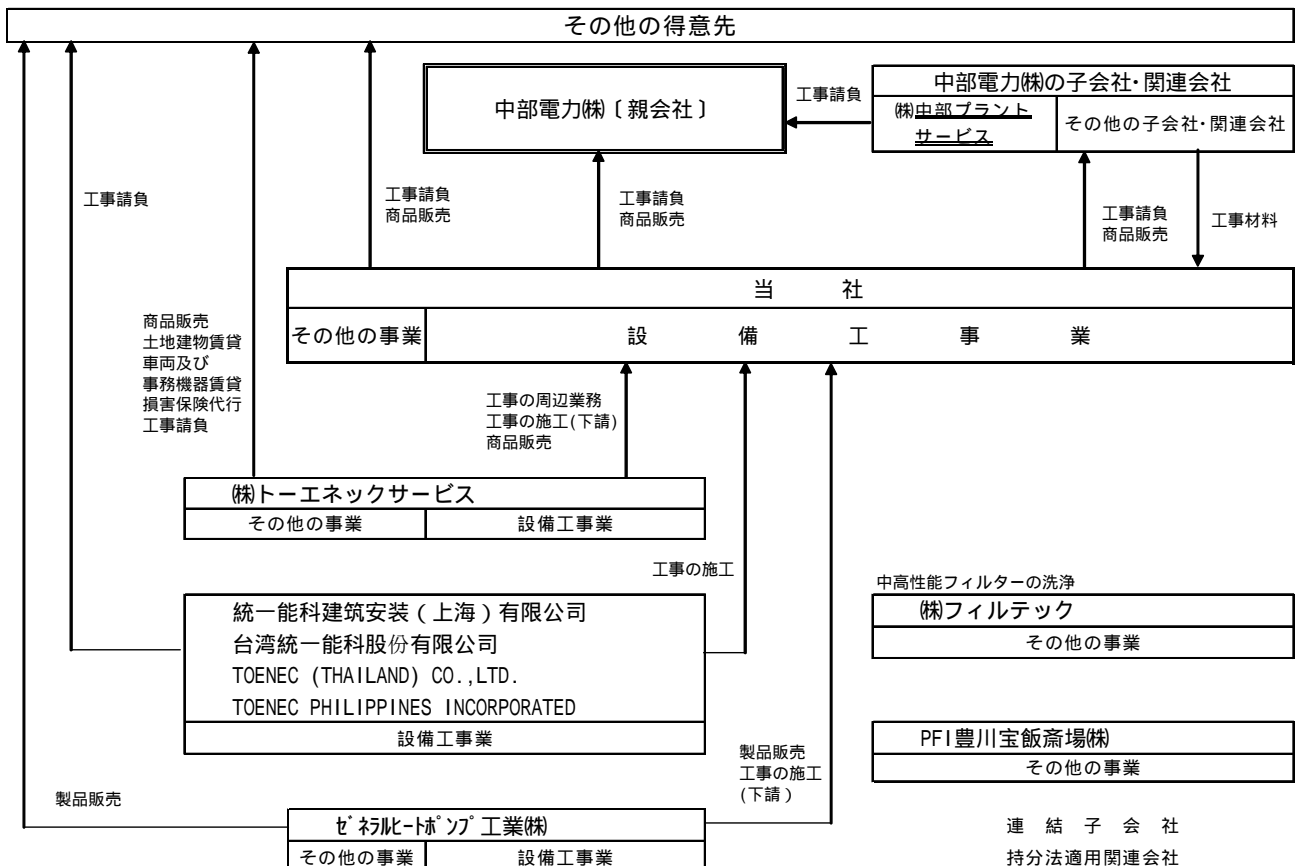 その他の得意先
中部電力㈱〔親会社〕
工事請負
中部電力㈱の子会社・関連会社
㈱中部プラント
サービス
その他の子会社・関連会社
工事請負
工事請負
商品販売
工事請負
商品販売
工事請負
商品販売
工事材料
当社
その他の事業
設備工事業
商品販売
土地建物賃貸
車両及び
事務機器賃貸
損害保険代行
工事請負
工事の周辺業務
工事の施工(下請)
商品販売
㈱トーエネックサービス
その他の事業
設備工事業
工事の施工
統一能科建筑安装(上海)有限公司
台湾統一能科股份有限公司
TOENEC (THAILAND) CO.,LTD.
TOENEC PHILIPPINES INCORPORATED
設備工事業
中高性能フィルターの洗浄
㈱フィルテック
その他の事業
PFI豊川宝飯斎場㈱
その他の事業
製品販売
工事の施工
(下請)
製品販売
ゼネラルヒートポンプ工業㈱
その他の事業
設備工事業
連結子会社
持分法適用関連会社